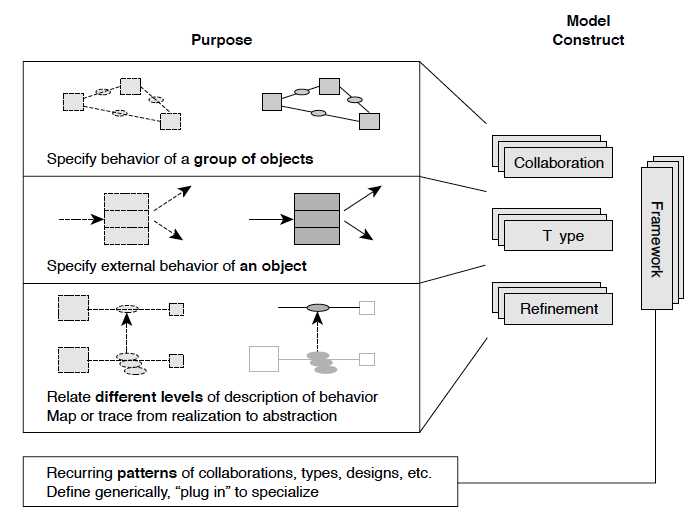 Purpose
Model
Construct
Specify behavior of a group of objects
Collaboration
Specify external behavior of an object
T ype
Framework
Refinement
Relate different levels of description of behavior
Map or trace from realization to abstraction
Recurring patterns of collaborations, types, designs, etc.
Define generically, “plug in” to specialize